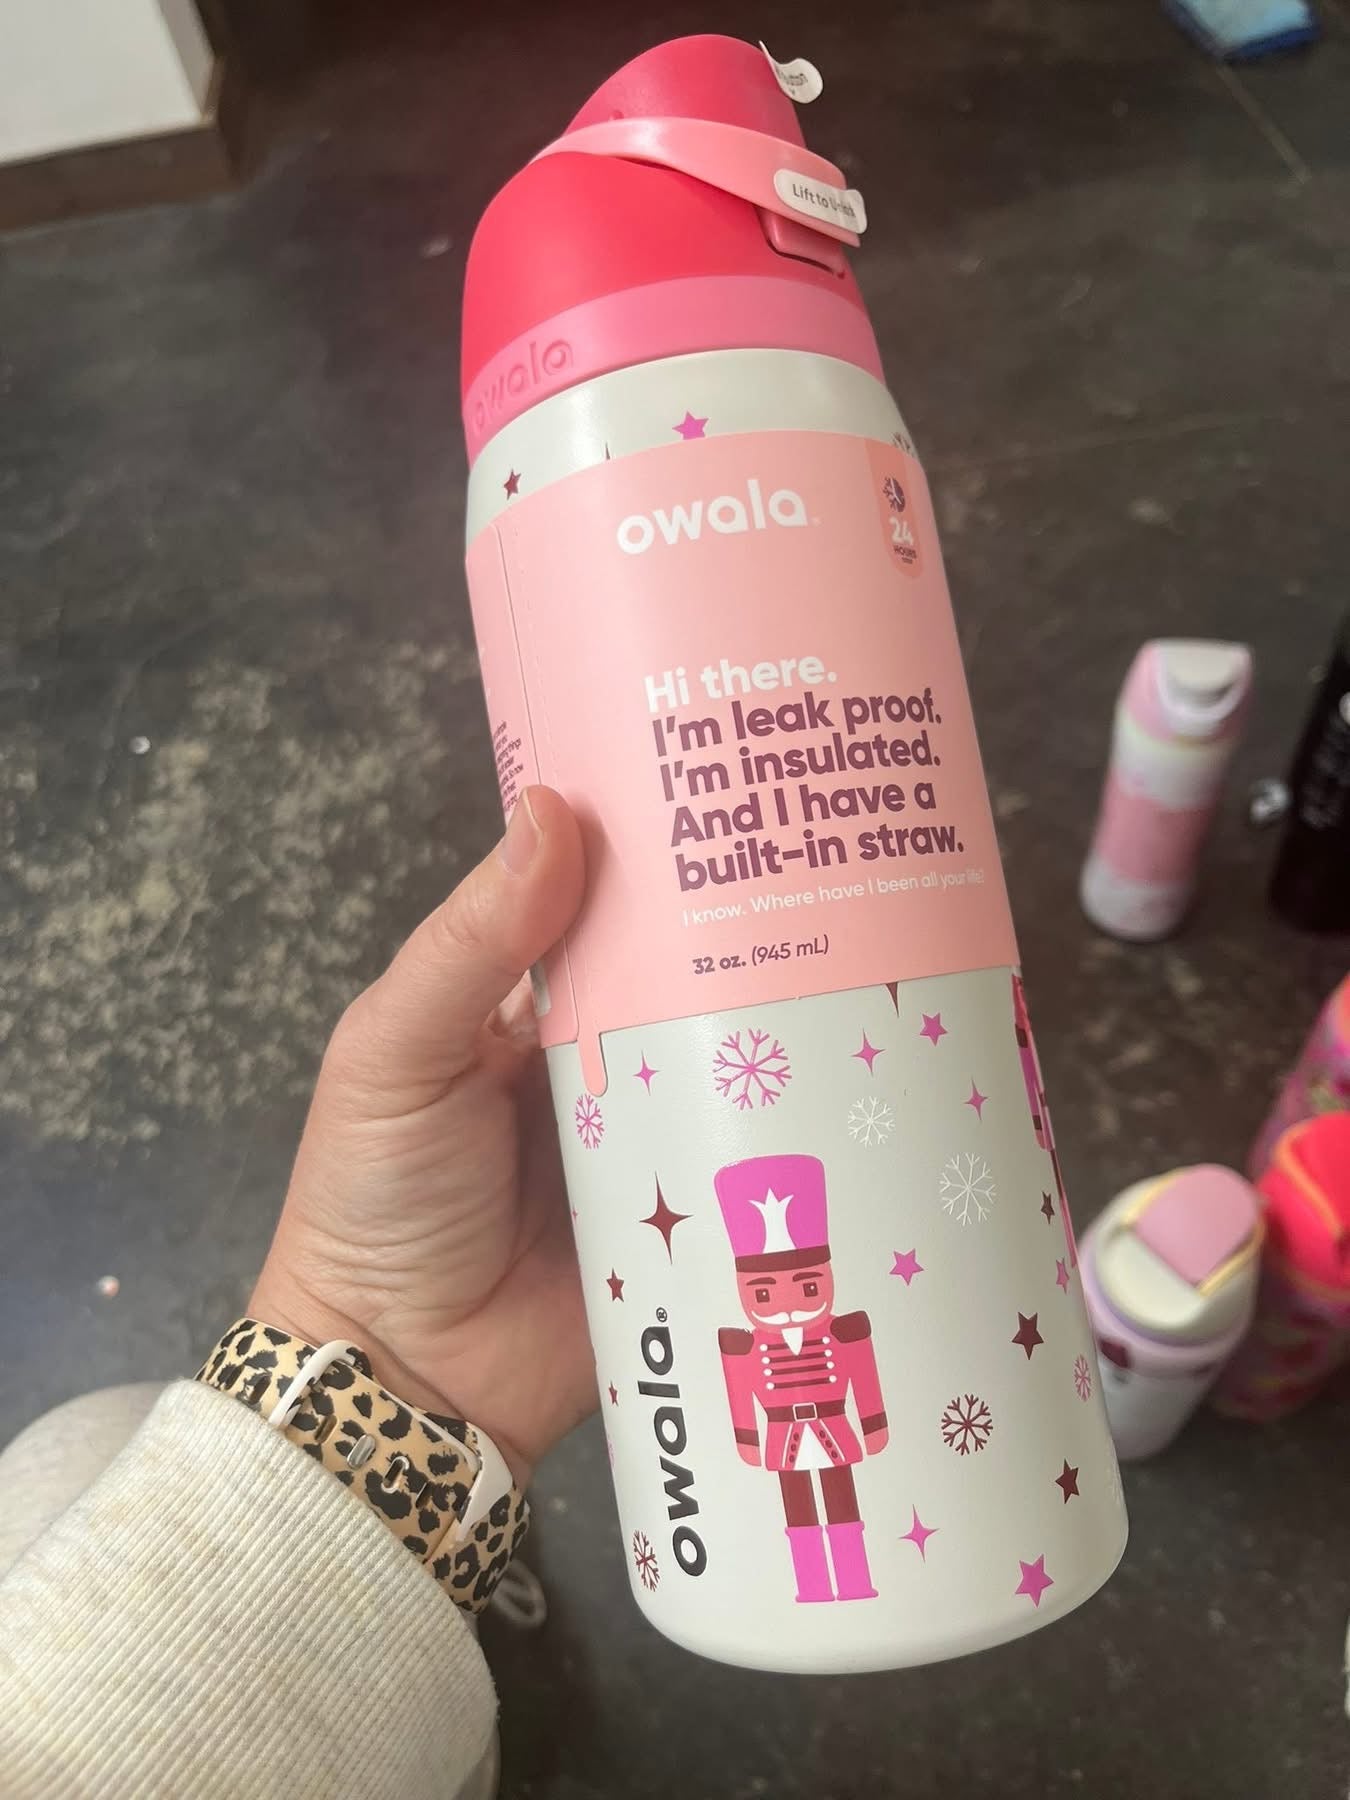 Button
Lift to
owala
owala
24
HOURS
Hi there.
I'm leak proof.
I'm insulated.
And I have a
built-in straw.
I know. Where have I been all your life?
32 oz. (945 mL)
owala®